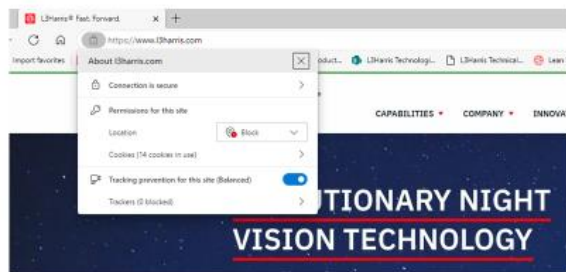 L3Harris® Fast. Forward.
https://www.l3harris.com
Import favorites
oduct...
L3Harris Technologi...
L3Harris Technical...
Lean
About l3harris.com
Connection is secure
Permissions for this site
Location
Block
Cookies (14 cookies in use)
Tracking prevention for this site (Balanced)
Trackers (0 blocked)
CAPABILITIES
COMPANY
INNOVA
UTIONARY NIGHT
VISION TECHNOLOGY